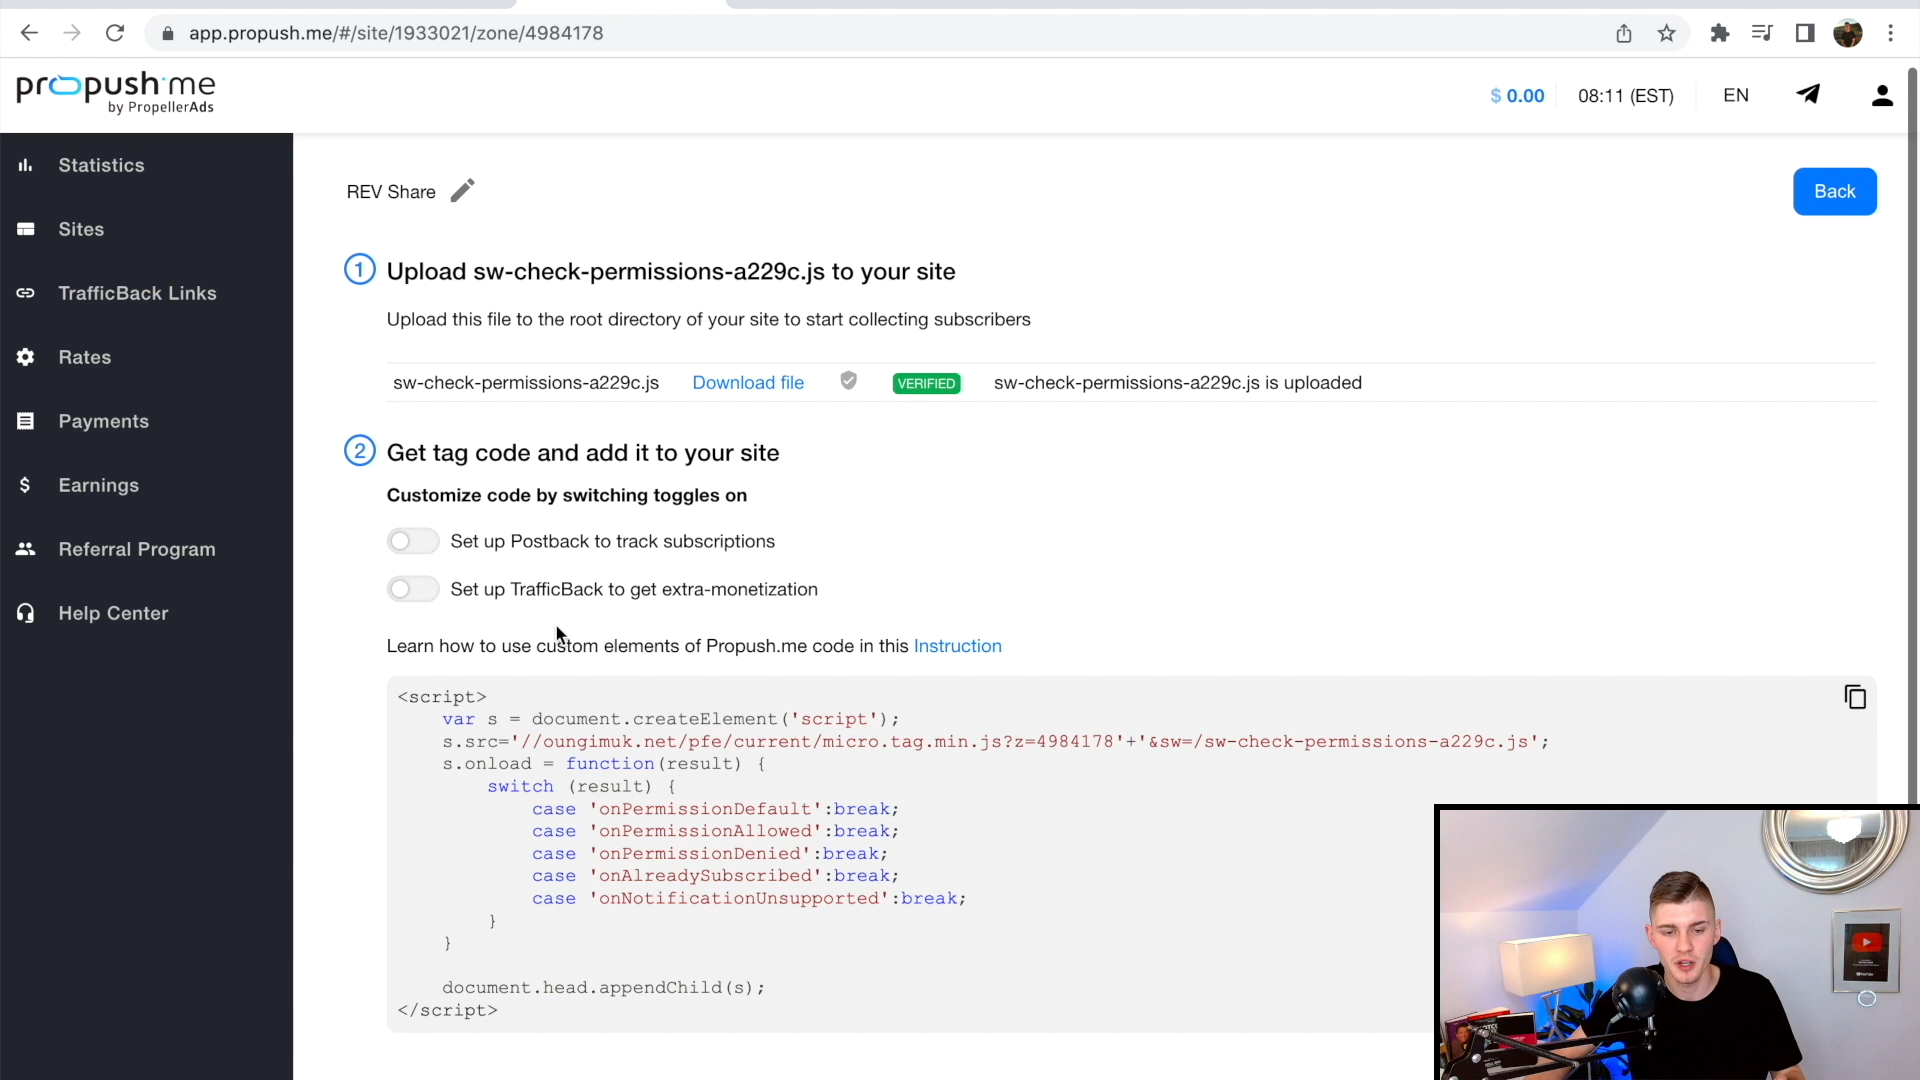 app.propush.me/#/site/1933021/zone/4984178
propush.me
by PropellerAds
$ 0.00
08:11 (EST)
EN
Statistics
Sites
TrafficBack Links
Rates
Payments
Earnings
Referral Program
Help Center
REV Share
Back
1 Upload sw-check-permissions-a229c.js to your site
Upload this file to the root directory of your site to start collecting subscribers
sw-check-permissions-a229c.js Download file VERIFIED sw-check-permissions-a229c.js is uploaded
2 Get tag code and add it to your site
Customize code by switching toggles on
Set up Postback to track subscriptions
Set up TrafficBack to get extra-monetization
Learn how to use custom elements of Propush.me code in this Instruction
<script>
var s = document.createElement('script');
s.src='//oungimuk.net/pfe/current/micro.tag.min.js?z=4984178'+'&sw=/sw-check-permissions-a229c.js';
s.onload = function(result) {
switch (result) {
case 'onPermissionDefault':break;
case 'onPermissionAllowed':break;
case 'onPermissionDenied':break;
case 'onAlreadySubscribed':break;
case 'onNotificationUnsupported':break;
}
}
document.head.appendChild(s);
</script>